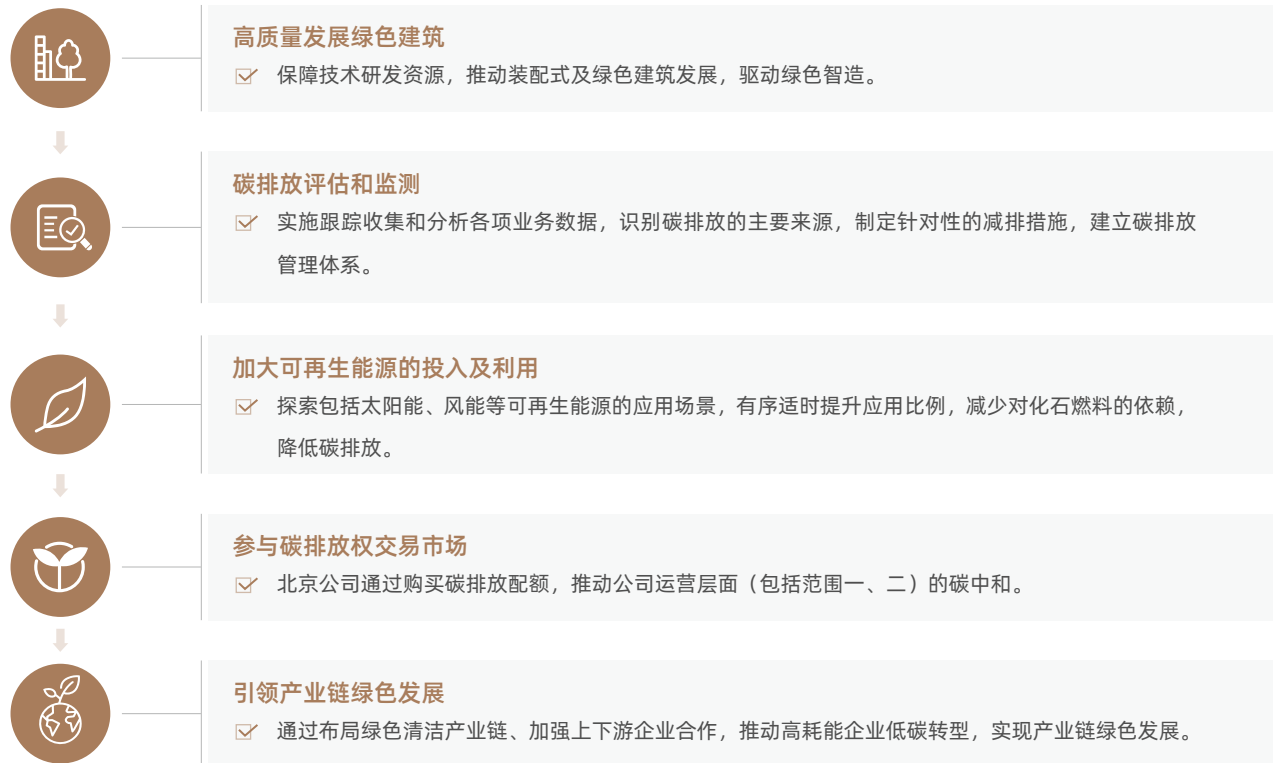 高质量发展绿色建筑
保障技术研发资源，推动装配式及绿色建筑发展，驱动绿色智造。
碳排放评估和监测
实施跟踪收集和分析各项业务数据，识别碳排放的主要来源，制定针对性的减排措施，建立碳排放
管理体系。
加大可再生能源的投入及利用
探索包括太阳能、风能等可再生能源的应用场景，有序适时提升应用比例，减少对化石燃料的依赖，
降低碳排放。
参与碳排放权交易市场
北京公司通过购买碳排放配额，推动公司运营层面（包括范围一、二）的碳中和。
引领产业链绿色发展
通过布局绿色清洁产业链、加强上下游企业合作，推动高耗能企业低碳转型，实现产业链绿色发展。